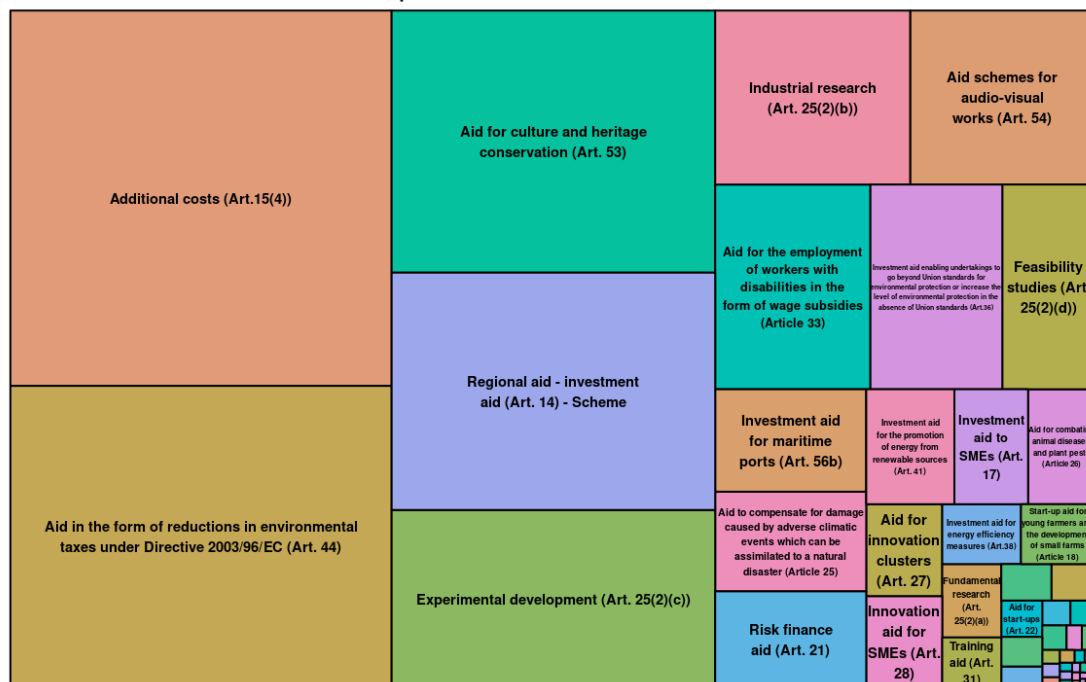 Additional costs (Art.15(4))
Aid in the form of reductions in environmental
taxes under Directive 2003/96/EC (Art. 44)
Aid for culture and heritage
conservation (Art. 53)
Regional aid - investment
aid (Art. 14) - Scheme
Experimental development (Art. 25(2)(c))
Industrial research
(Art. 25(2)(b))
Aid schemes for
audio-visual
works (Art. 54)
Aid for the employment
of workers with
disabilities in the
form of wage subsidies
(Article 33)
Investment aid enabling undertakings to
go beyond Union standards for
environmental protection or increase the
level of environmental protection in the
absence of Union standards (Art.36)
Feasibility
studies (Art.
25(2)(d))
Investment aid
for maritime
ports (Art. 56b)
Investment aid
for the promotion
of energy from
renewable sources
(Art. 41)
Investment
aid to
SMEs (Art.
17)
Aid for combatin
animal disease
and plant pest
(Article 26)
Aid to compensate for damage
caused by adverse climatic
events which can be
assimilated to a natural
disaster (Article 25)
Aid for
innovation
clusters
(Art. 27)
Investment aid for
energy efficiency
measures (Art.38)
Start-up aid for
young farmers an
the development
of small farms
(Article 18)
Risk finance
aid (Art. 21)
Innovation
aid for
SMEs (Art.
28)
Fundamental
research
(Art.
25(2)(a))
Aid for
start-ups
(Art. 22)
Training
aid (Art.
31)